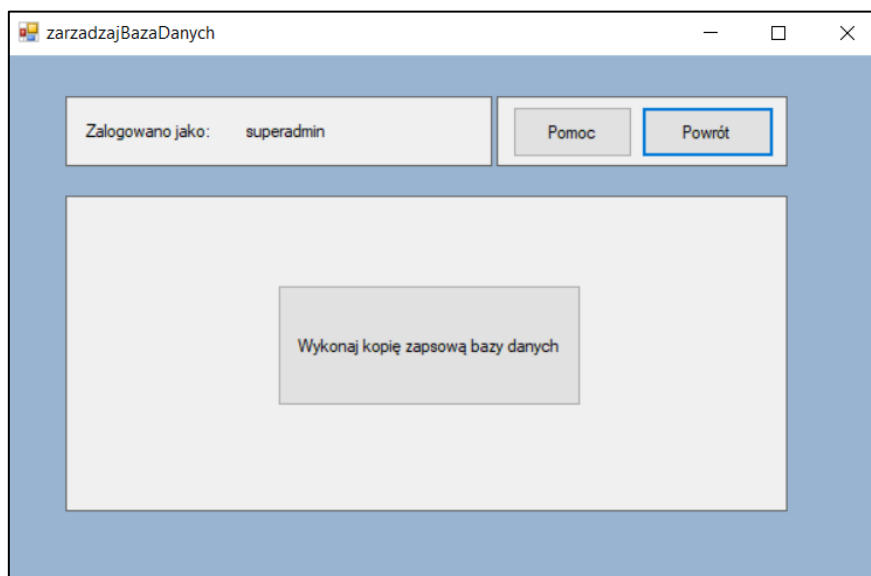 zarzadzajBazaDanych
Zalogowano jako: superadmin
Pomoc
Powrót
Wykonaj kopię zapsową bazy danych